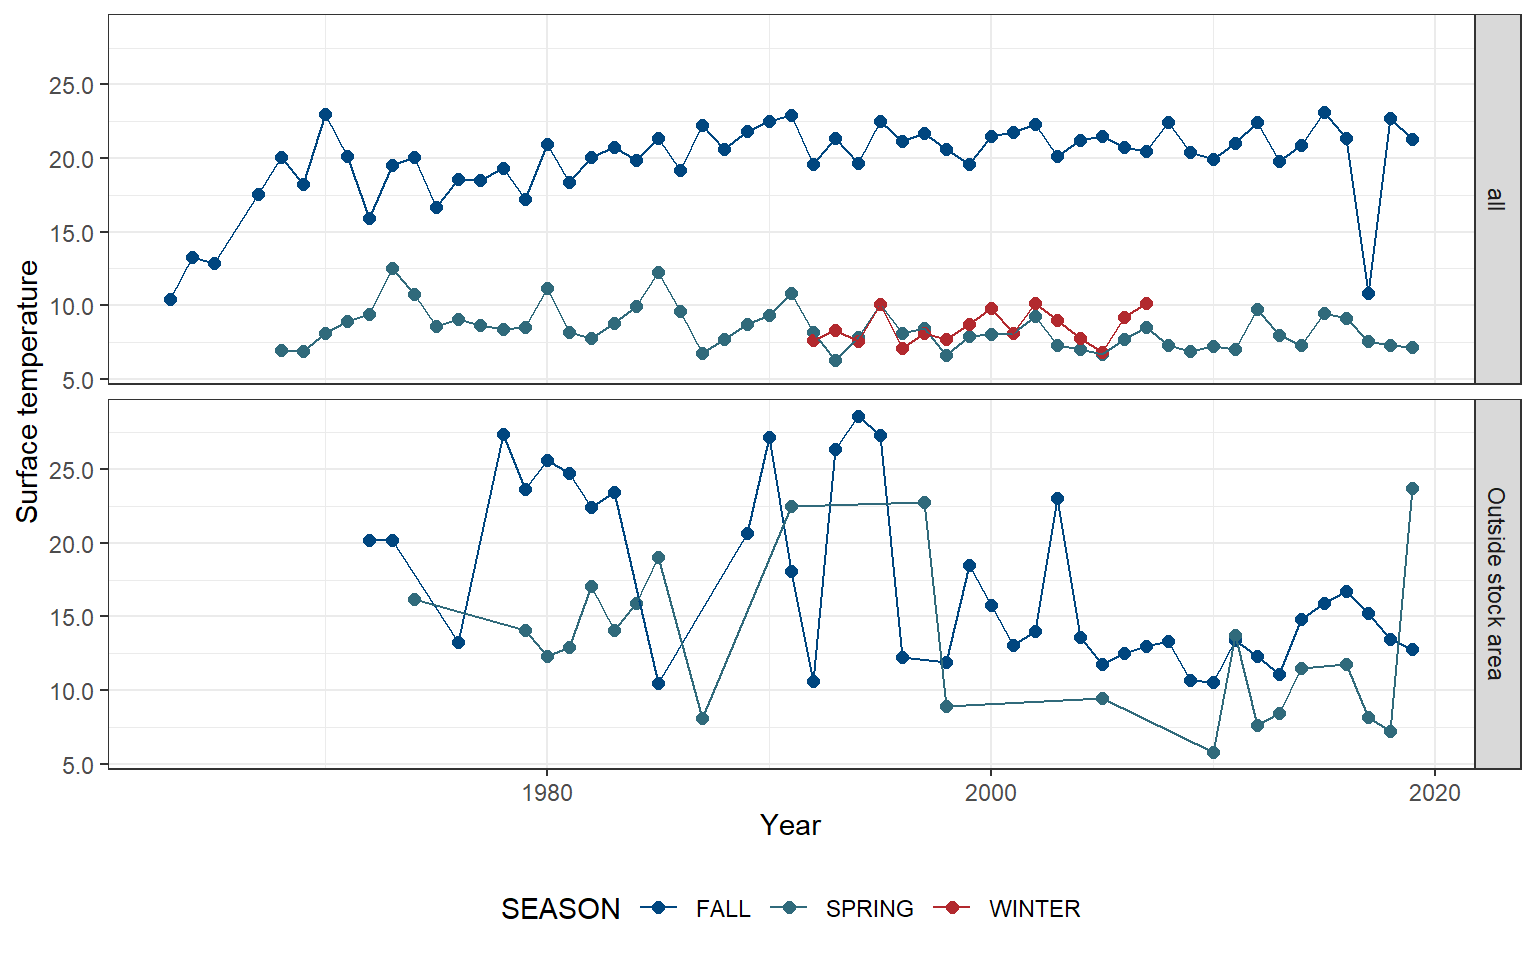 25.0
20.0
15.0
10.0
5.0
all
Surface temperature
25.0
20.0
15.0
10.0
5.0
Outside stock area
1980 2000 2020
Year
SEASON FALL SPRING WINTER